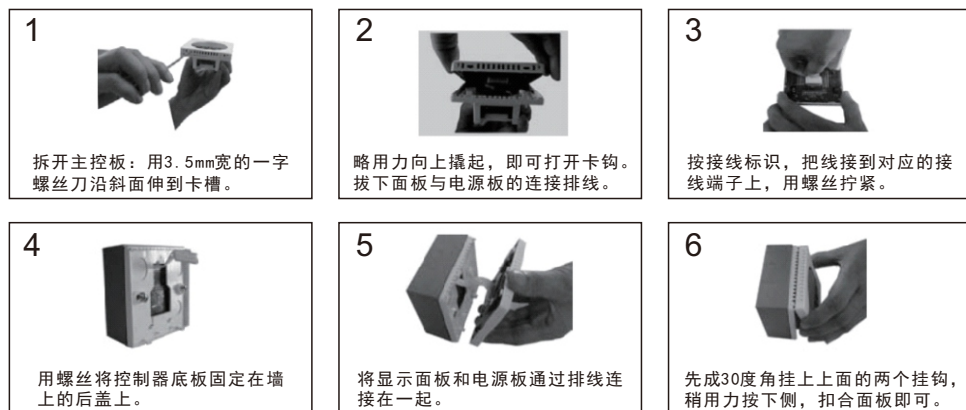 1
拆开主控板：用3.5mm宽的一字
螺丝刀沿斜面伸到卡槽。
2
略用力向上撬起，即可打开卡钩。
拔下面板与电源板的连接排线。
3
按接线标识，把线接到对应的接
线端子上，用螺丝拧紧。
4
用螺丝将控制器底板固定在墙
上的后盖上。
5
将显示面板和电源板通过排线连
接在一起。
6
先成30度角挂上上面的两个挂钩，
稍用力按下侧，扣合面板即可。